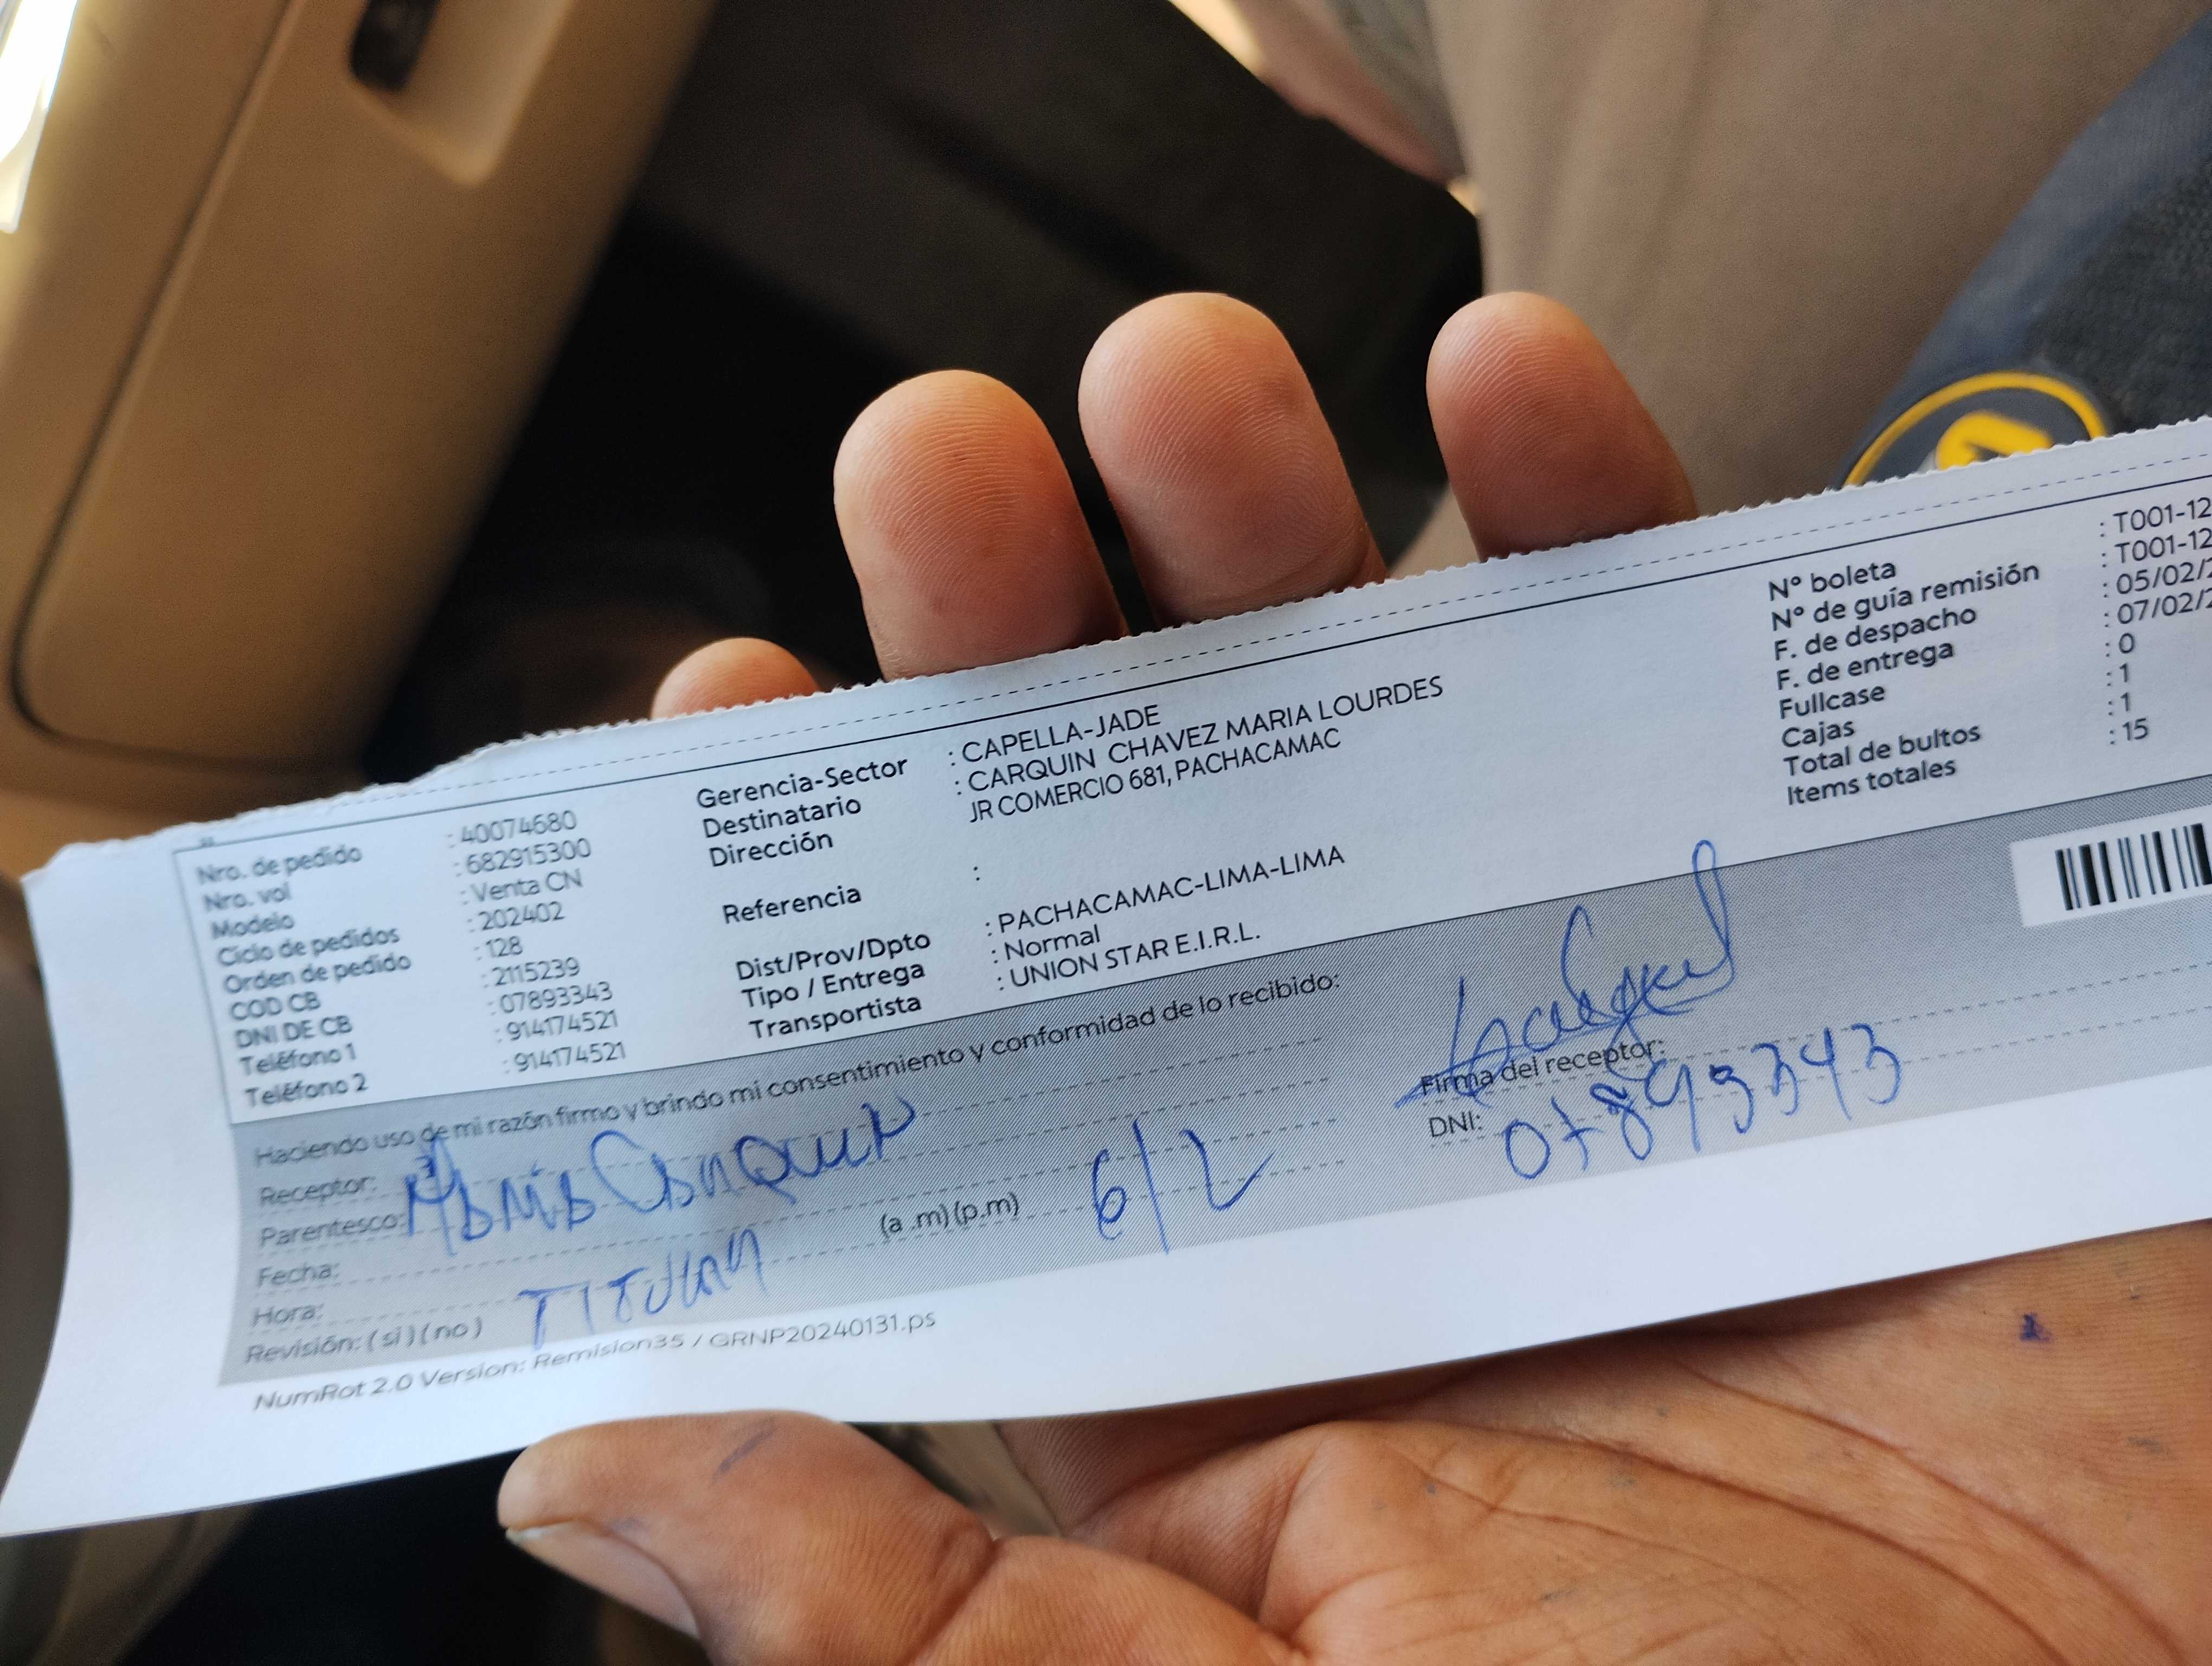 Nro. de pedido : 40074680
Nro. vol : 682915300
Modelo : Venta CN
Ciclo de pedidos : 202402
Orden de pedido : 128
COD CB : 2115239
DNI DE CB : 07893343
Teléfono 1 : 914174521
Teléfono 2 : 914174521
Gerencia-Sector : CAPELLA-JADE
Destinatario : CARQUIN CHAVEZ MARIA LOURDES
Dirección JR COMERCIO 681, PACHACAMAC
Referencia :
Dist/Prov/Dpto : PACHACAMAC-LIMA-LIMA
Tipo / Entrega : Normal
Transportista : UNION STAR E.I.R.L.
N° boleta : T001-12
N° de guía remisión : T001-12
F. de despacho : 05/02/2
F. de entrega : 07/02/2
Fullcase : 0
Cajas : 1
Total de bultos : 1
Items totales : 15
Haciendo uso de mi razón firmo y brindo mi consentimiento y conformidad de lo recibido:
Receptor: Maria Carquin
Parentesco:
Fecha: 6/2
Hora: (a .m) (p.m)
Revisión: ( si ) ( no ) TITULAR
Firma del receptor:
DNI: 07893343
NumRot 2.0 Version: Remision35 / GRNP20240131.ps